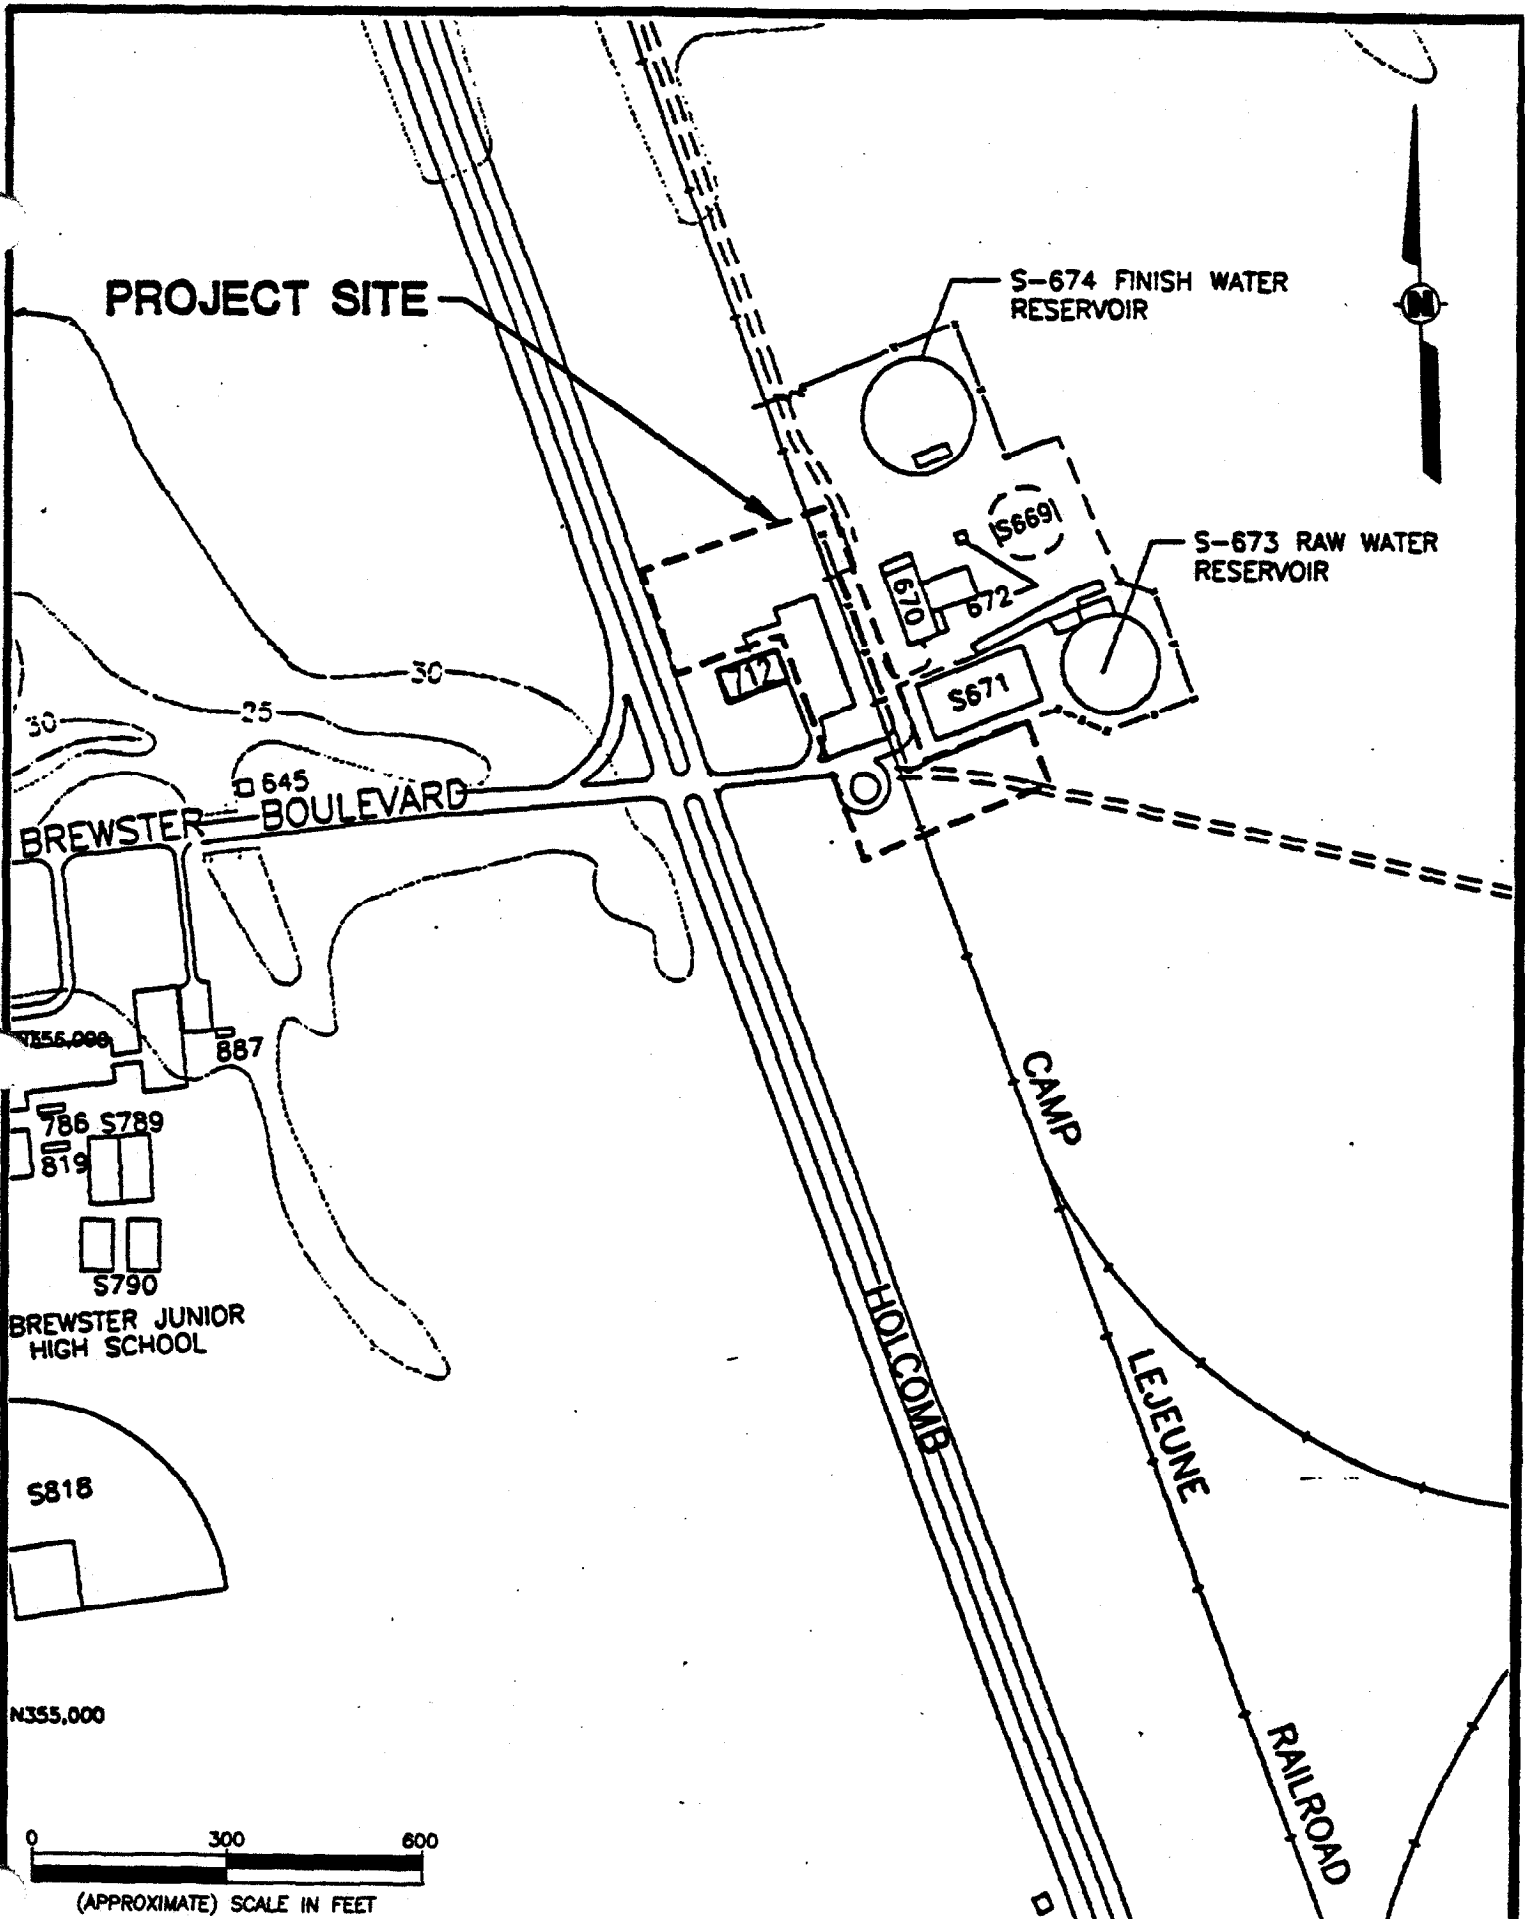 PROJECT SITE
S-674 FINISH WATER
RESERVOIR
N
S669
S-673 RAW WATER
RESERVOIR
670
672
712
S671
30
25
30
645
BREWSTER BOULEVARD
887
786 S789
819
S790
BREWSTER JUNIOR
HIGH SCHOOL
S818
CAMP
LEJEUNE
RAILROAD
HOLCOMB
N355,000
0 300 600
(APPROXIMATE) SCALE IN FEET